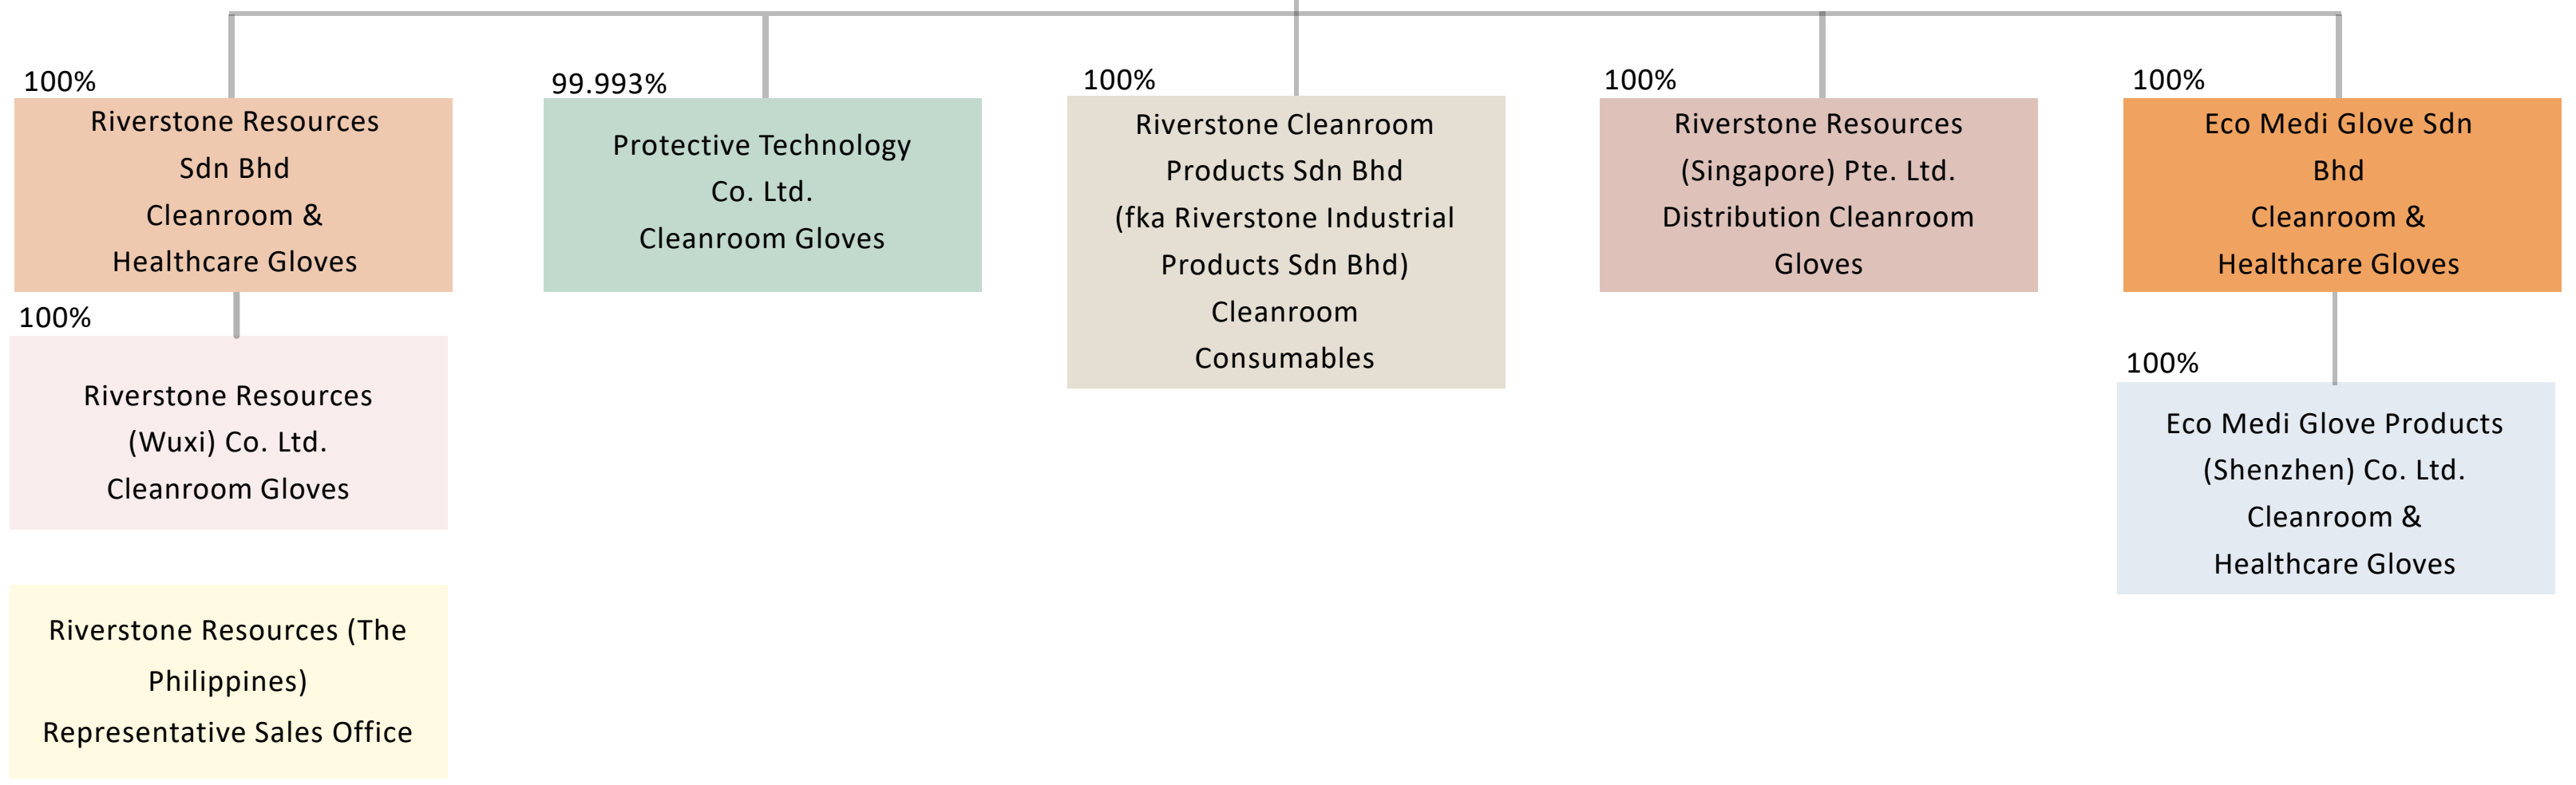 100%
Riverstone Resources
Sdn Bhd
Cleanroom &
Healthcare Gloves
100%
Riverstone Resources
(Wuxi) Co. Ltd.
Cleanroom Gloves
Riverstone Resources (The
Philippines)
Representative Sales Office
99.993%
Protective Technology
Co. Ltd.
Cleanroom Gloves
100%
Riverstone Cleanroom
Products Sdn Bhd
(fka Riverstone Industrial
Products Sdn Bhd)
Cleanroom
Consumables
100%
Riverstone Resources
(Singapore) Pte. Ltd.
Distribution Cleanroom
Gloves
100%
Eco Medi Glove Sdn
Bhd
Cleanroom &
Healthcare Gloves
100%
Eco Medi Glove Products
(Shenzhen) Co. Ltd.
Cleanroom &
Healthcare Gloves